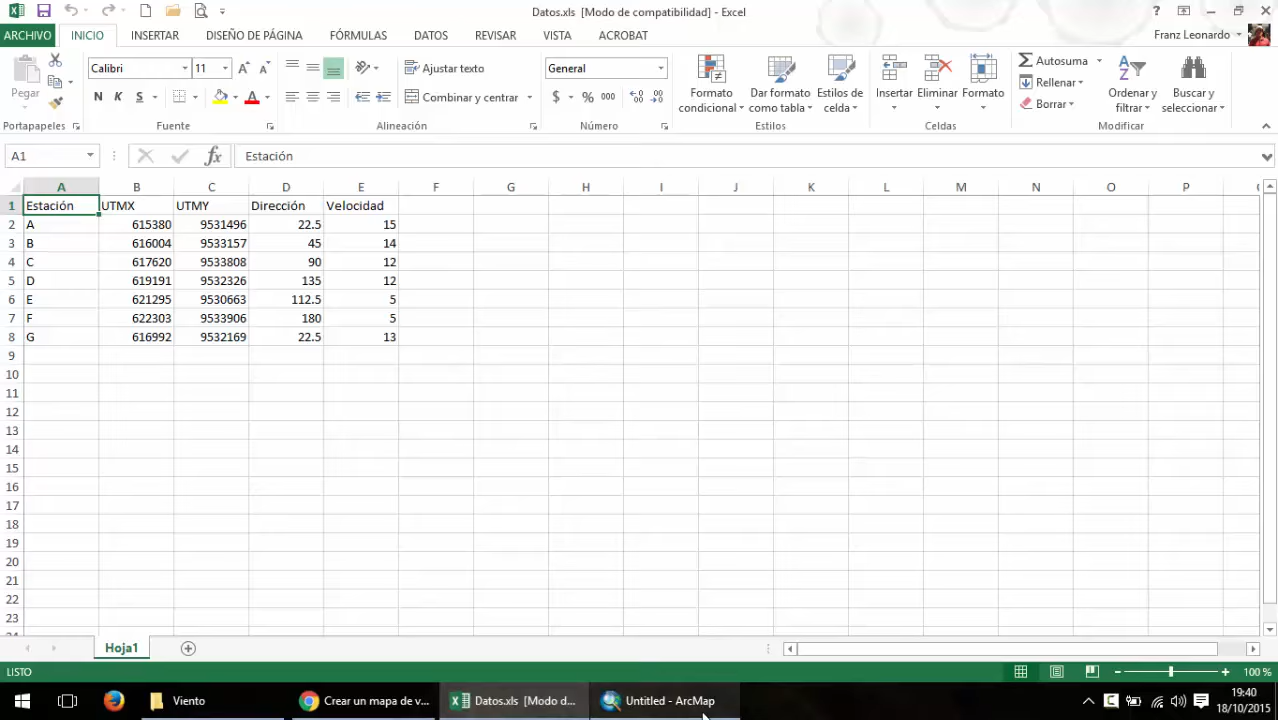 Datos.xls [Modo de compatibilidad] - Excel
ARCHIVO INICIO INSERTAR DISEÑO DE PÁGINA FÓRMULAS DATOS REVISAR VISTA ACROBAT Franz Leonardo
Pegar
Calibri 11
N K S
Ajustar texto
Combinar y centrar
General
$ % 000
Formato condicional
Dar formato como tabla
Estilos de celda
Insertar Eliminar Formato
Autosuma
Rellenar
Borrar
Ordenar y filtrar
Buscar y seleccionar
Portapapeles Fuente Alineación Número Estilos Celdas Modificar
A1 fx Estación
A B C D E F G H I J K L M N O P
1 Estación UTMX UTMY Dirección Velocidad
2 A 615380 9531496 22.5 15
3 B 616004 9533157 45 14
4 C 617620 9533808 90 12
5 D 619191 9532326 135 12
6 E 621295 9530663 112.5 5
7 F 622303 9533906 180 5
8 G 616992 9532169 22.5 13
9
10
11
12
13
14
15
16
17
18
19
20
21
22
23
Hoja1
LISTO 100 %
Viento Crear un mapa de v... Datos.xls [Modo d... Untitled - ArcMap
19:40
18/10/2015